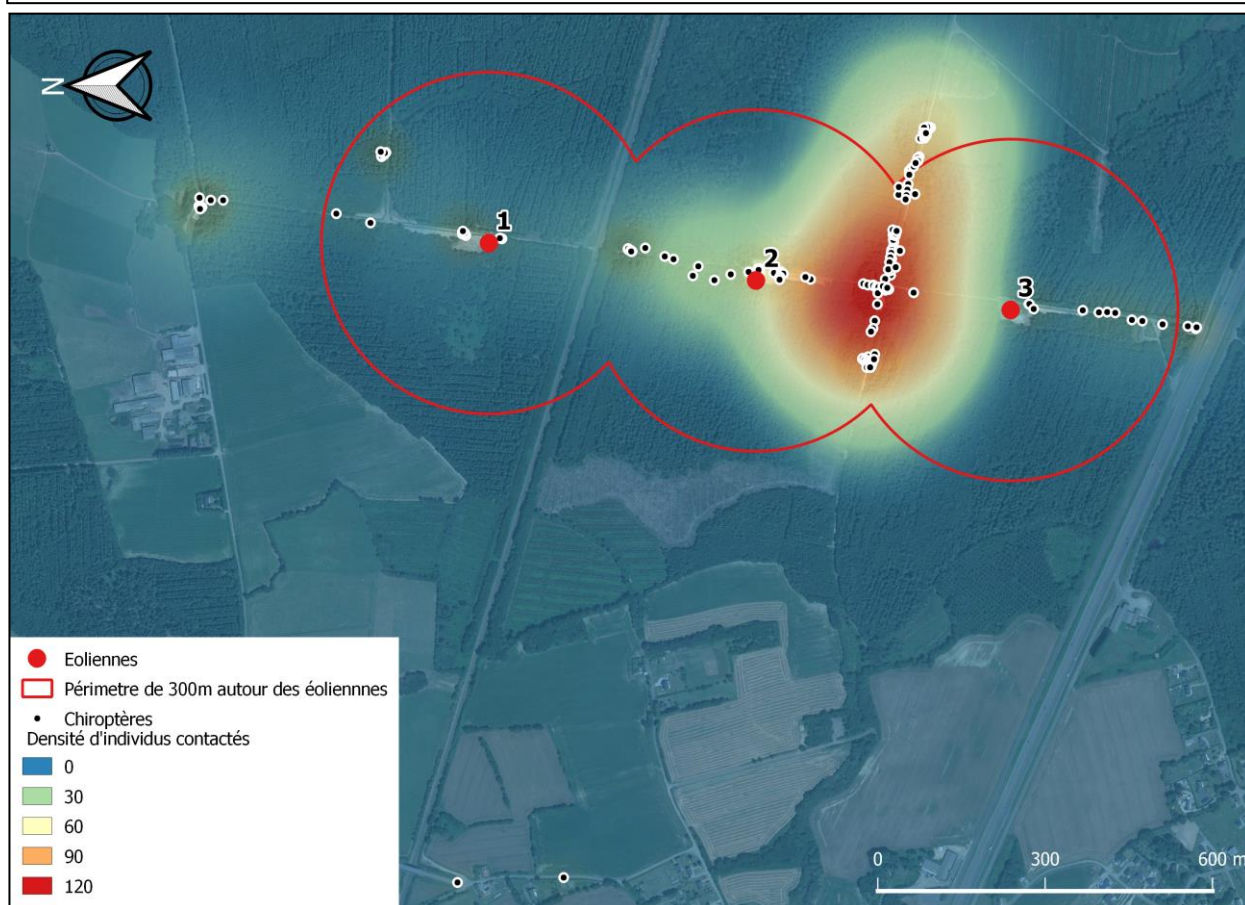 N
1
2
3
Eoliennes
Périmetre de 300m autour des éoliennnes
Chiroptères
Densité d'individus contactés
0
30
60
90
120
0 300 600 m